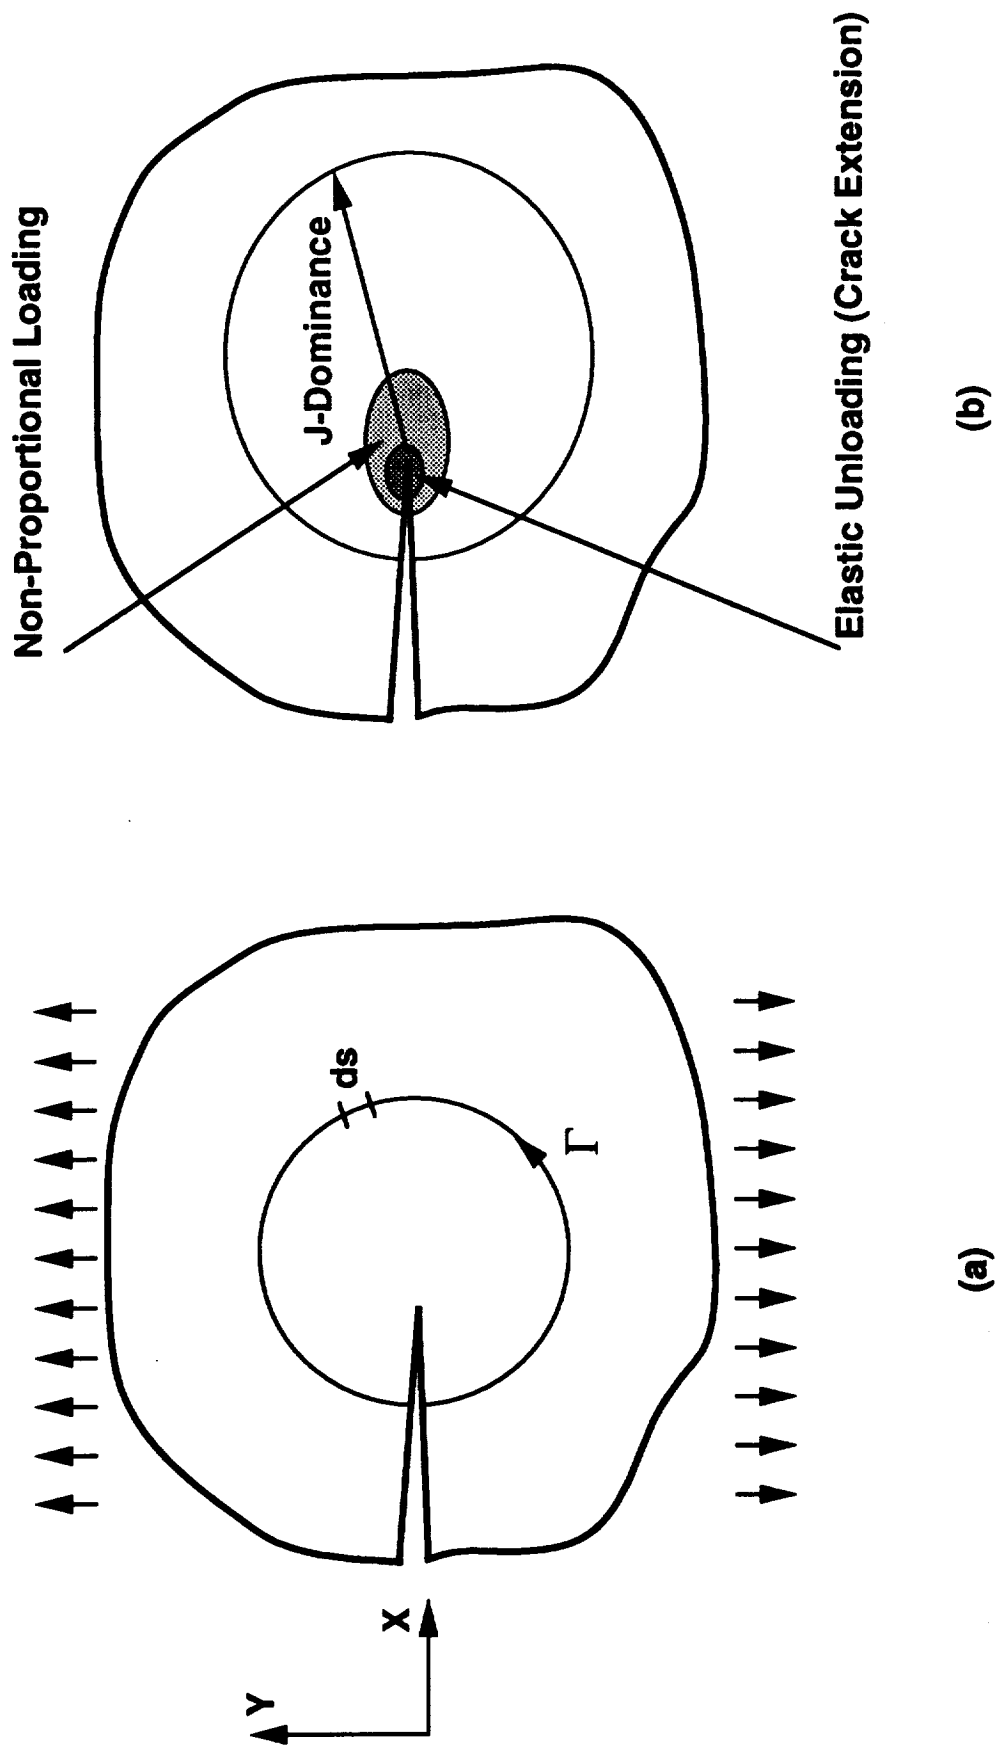 Y
X
ds
Γ
(a)
Non-Proportional Loading
J-Dominance
Elastic Unloading (Crack Extension)
(b)